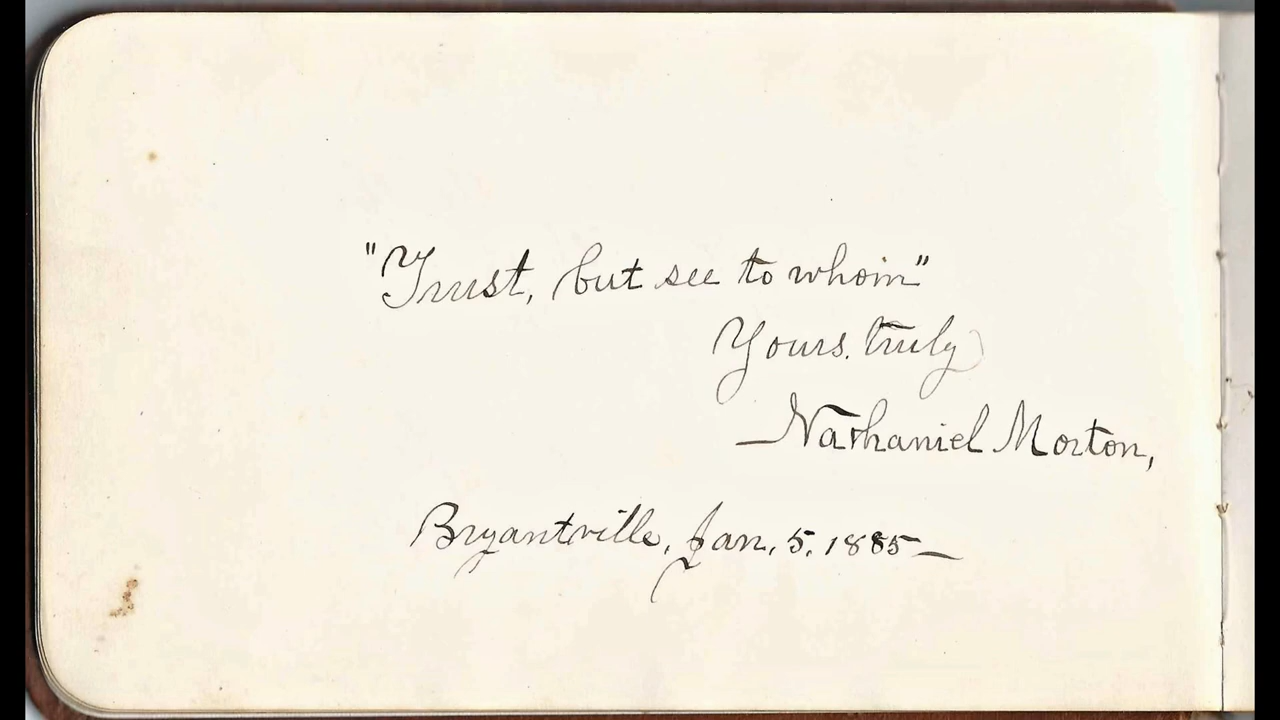 "Trust, but see to whom"
Yours truly
Nathaniel Morton,
Bryantville, Jan. 5, 1885—